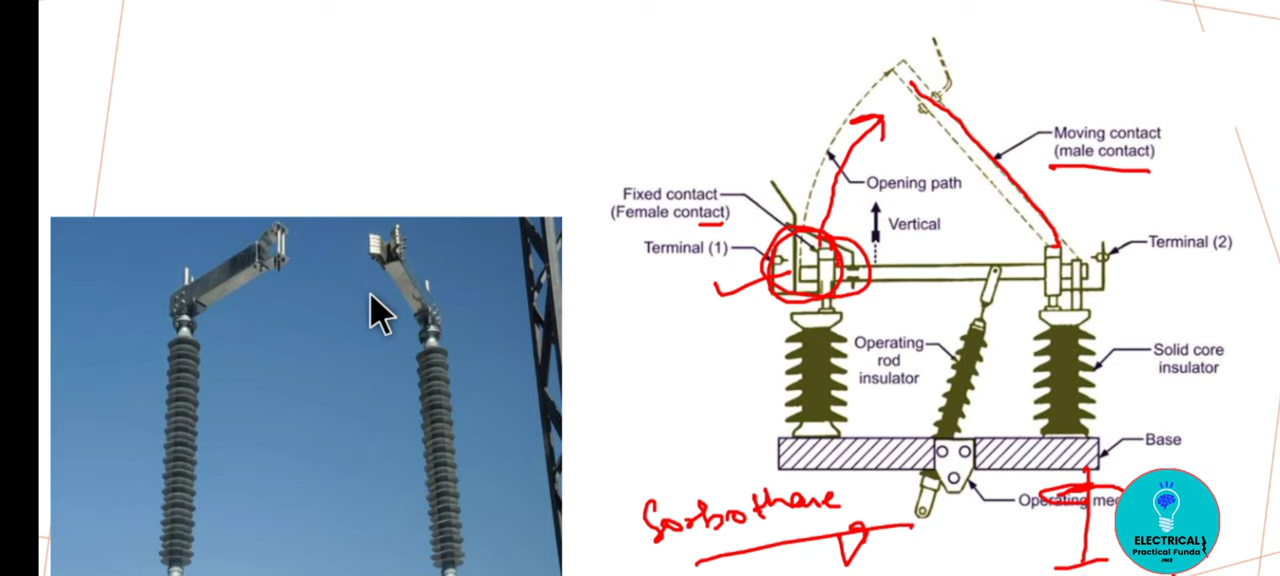 Moving contact
(male contact)
Fixed contact
(Female contact)
Opening path
Vertical
Terminal (1)
Terminal (2)
Operating
rod
insulator
Solid core
insulator
Base
Operating mec
ELECTRICAL
Practical Funda